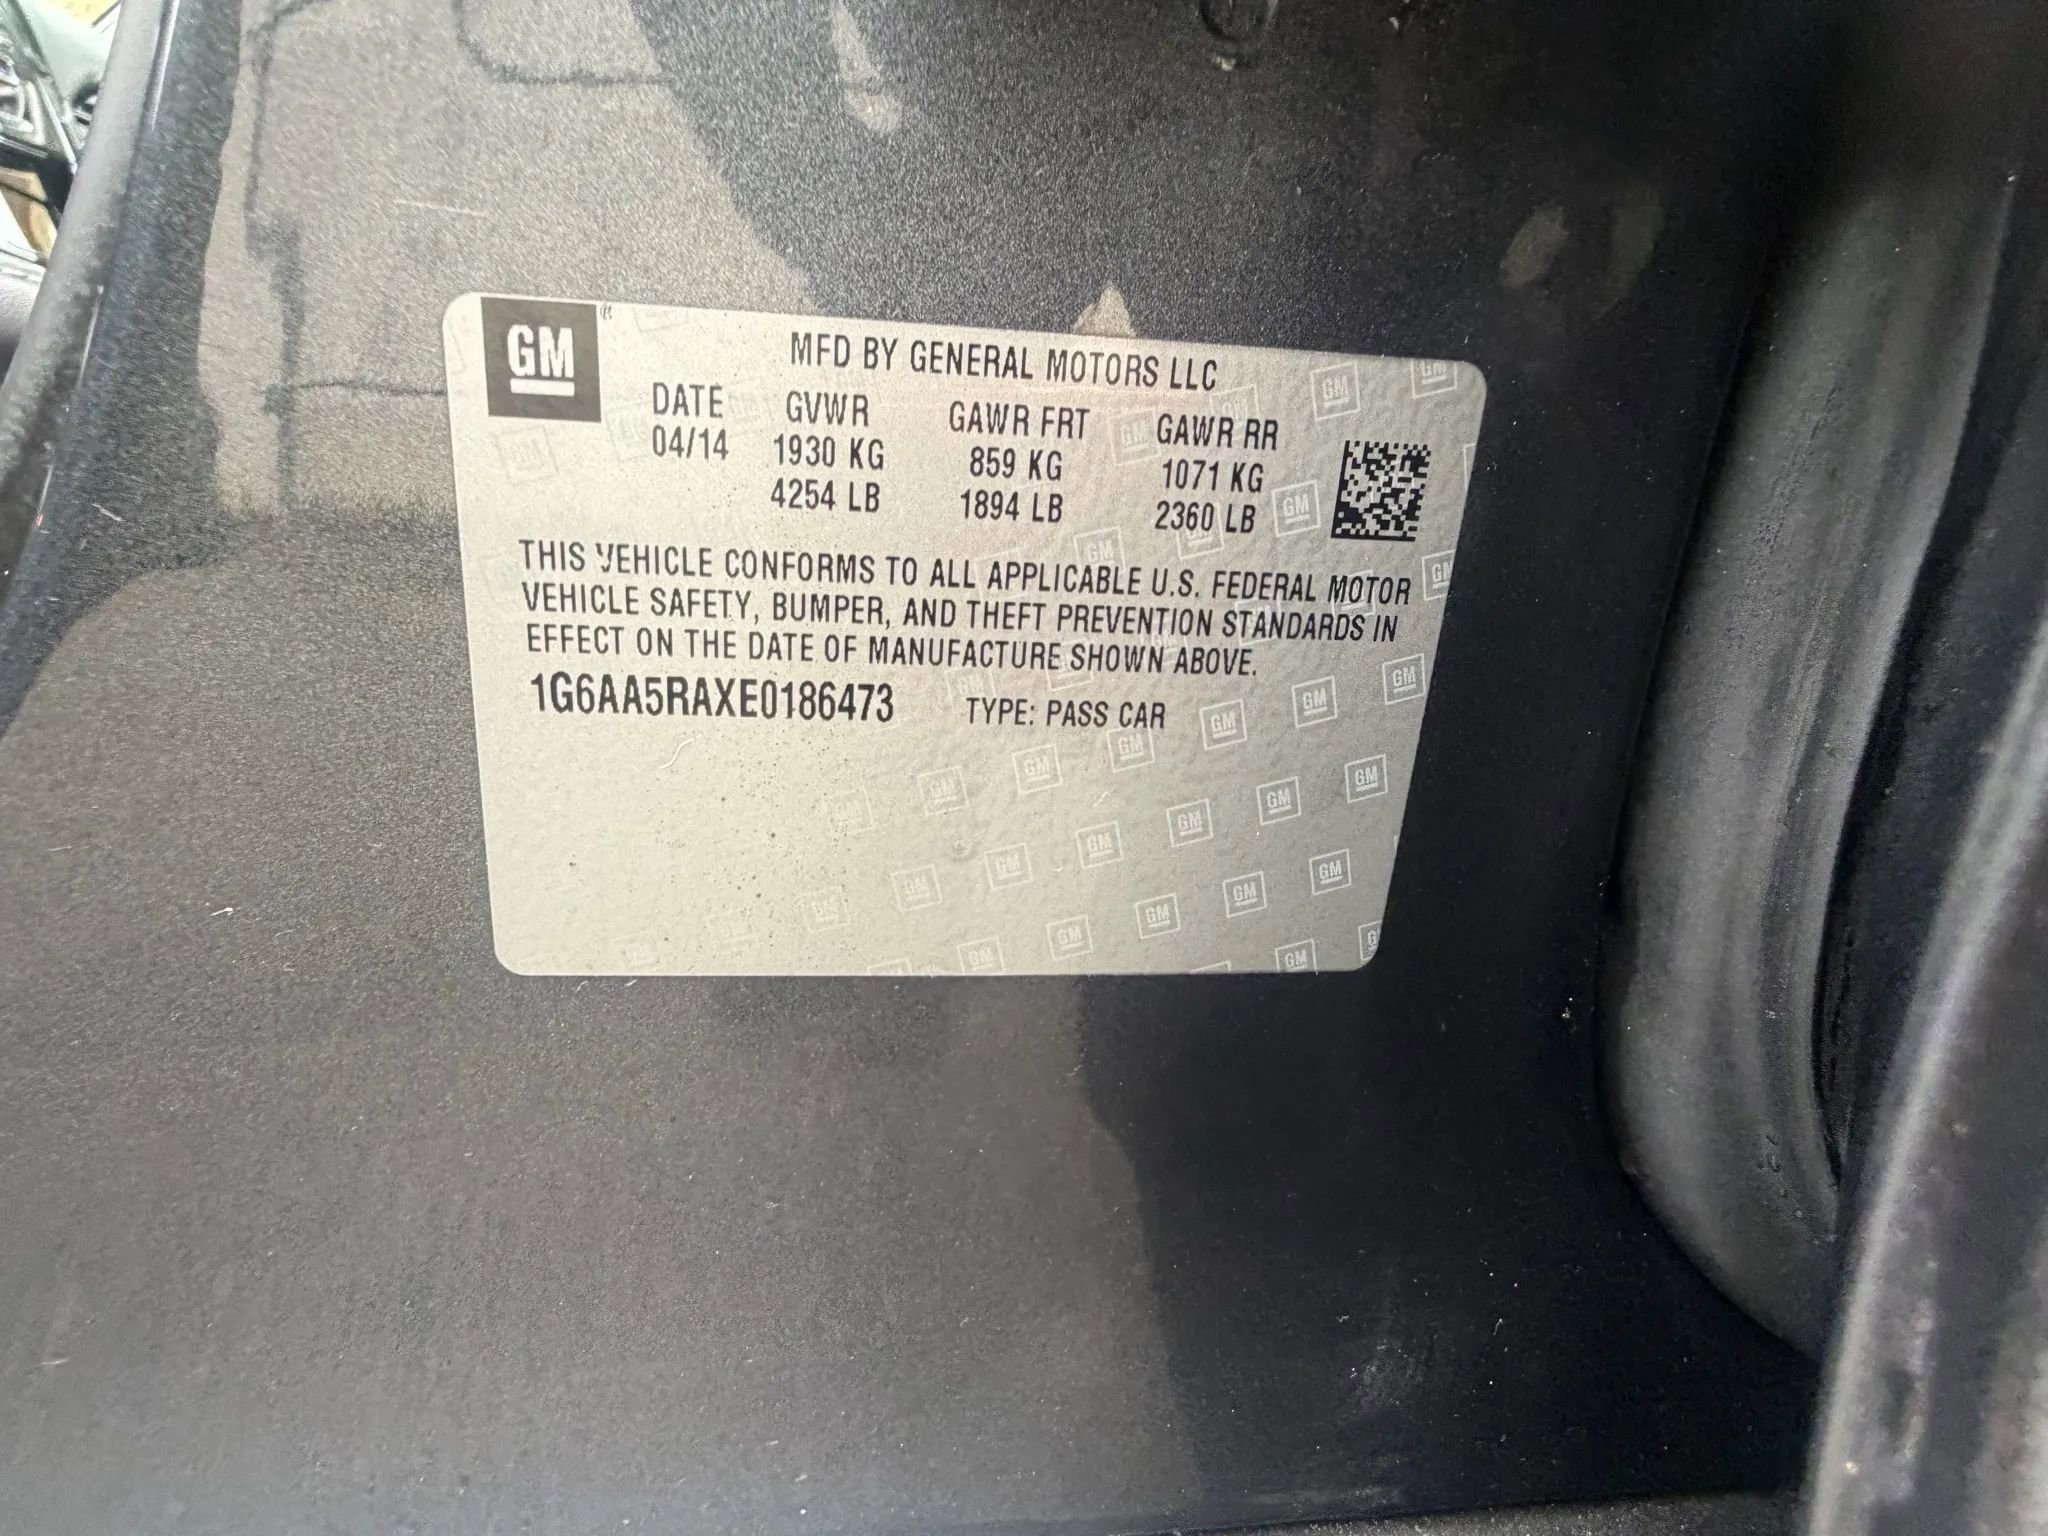 GM
MFD BY GENERAL MOTORS LLC
DATE GVWR GAWR FRT GAWR RR
04/14 1930 KG 859 KG 1071 KG
4254 LB 1894 LB 2360 LB
THIS VEHICLE CONFORMS TO ALL APPLICABLE U.S. FEDERAL MOTOR
VEHICLE SAFETY, BUMPER, AND THEFT PREVENTION STANDARDS IN
EFFECT ON THE DATE OF MANUFACTURE SHOWN ABOVE.
1G6AA5RAXE0186473 TYPE: PASS CAR